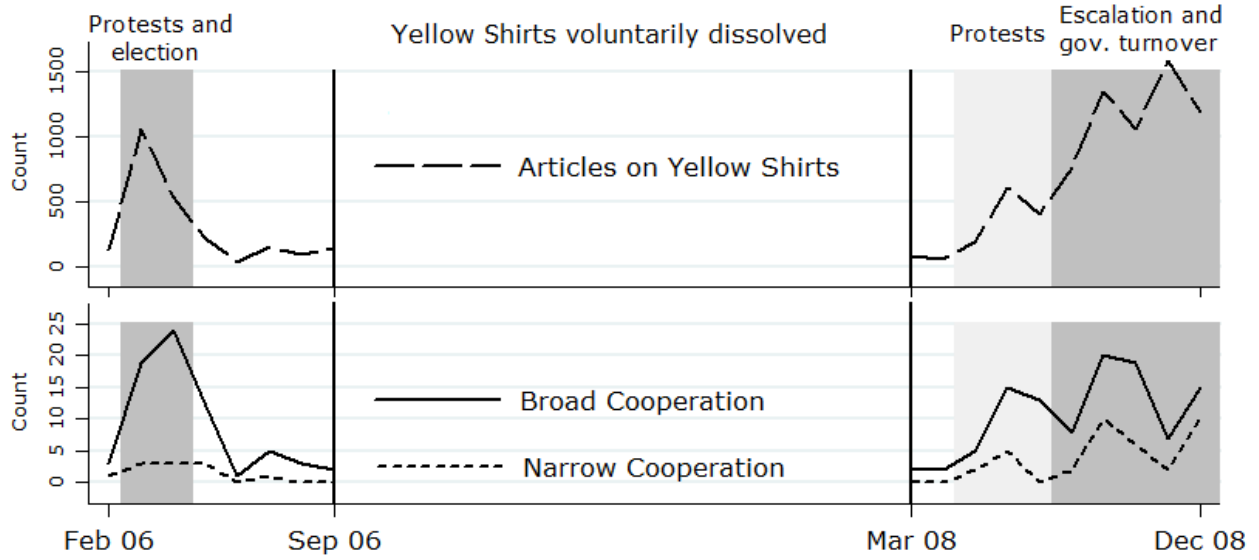 Protests and
election
Yellow Shirts voluntarily dissolved
Protests
Escalation and
gov. turnover
Count
1500
1000
500
0
Articles on Yellow Shirts
Count
25
20
15
10
5
0
Broad Cooperation
Narrow Cooperation
Feb 06
Sep 06
Mar 08
Dec 08